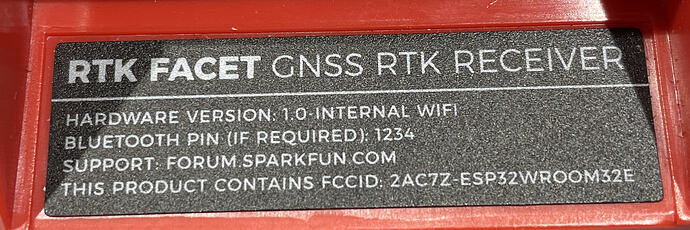 RTK FACET GNSS RTK RECEIVER
HARDWARE VERSION: 1.0-INTERNAL WIFI
BLUETOOTH PIN (IF REQUIRED): 1234
SUPPORT: FORUM.SPARKFUN.COM
THIS PRODUCT CONTAINS FCCID: 2AC7Z-ESP32WROOM32E